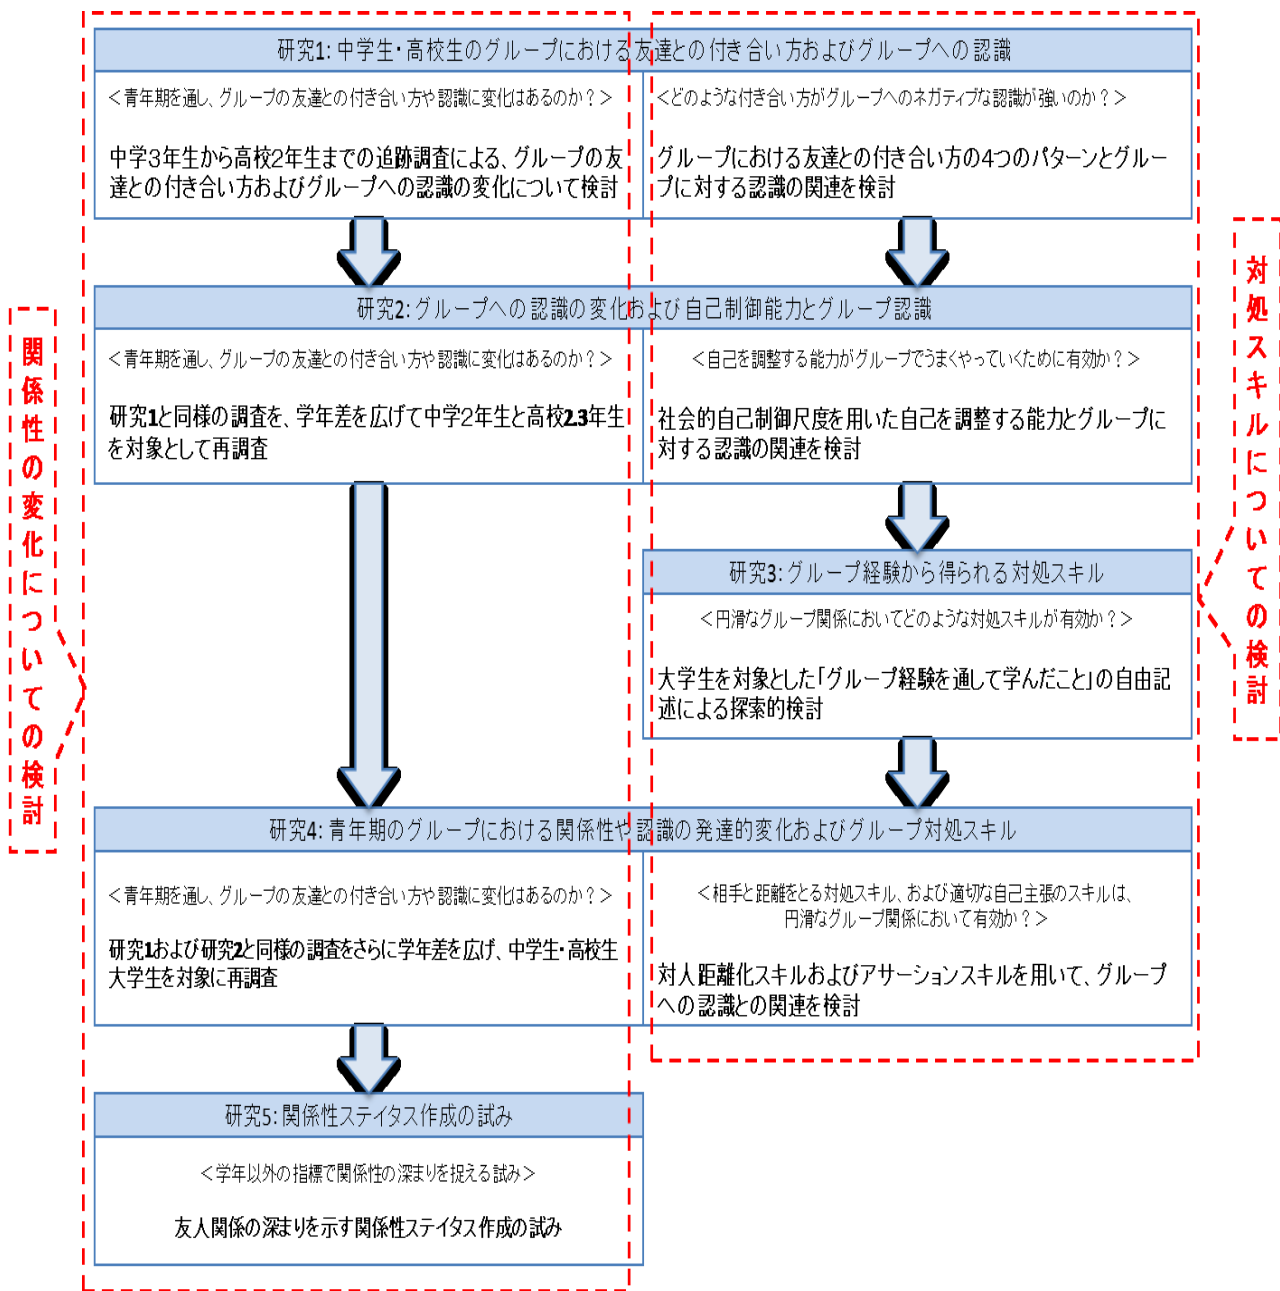 研究1:中学生・高校生のグループにおける友達との付き合い方およびグループへの認識
<青年期を通し、グループの友達との付き合い方や認識に変化はあるのか？>
中学3年生から高校2年生までの追跡調査による、グループの友
達との付き合い方およびグループへの認識の変化について検討
<どのような付き合い方がグループへのネガティブな認識が強いのか？>
グループにおける友達との付き合い方の4つのパターンとグルー
プに対する認識の関連を検討
研究2:グループへの認識の変化および自己制御能力とグループ認識
<青年期を通し、グループの友達との付き合い方や認識に変化はあるのか？>
研究1と同様の調査を、学年差を広げて中学2年生と高校2.3年生
を対象として再調査
<自己を調整する能力がグループでうまくやっていくために有効か？>
社会的自己制御尺度を用いた自己を調整する能力とグループに
対する認識の関連を検討
研究3:グループ経験から得られる対処スキル
<円滑なグループ関係においてどのような対処スキルが有効か？>
大学生を対象とした「グループ経験を通して学んだこと」の自由記
述による探索的検討
研究4:青年期のグループにおける関係性や認識の発達的変化およびグループ対処スキル
<青年期を通し、グループの友達との付き合い方や認識に変化はあるのか？>
研究1および研究2と同様の調査をさらに学年差を広げ、中学生・高校生
大学生を対象に再調査
<相手と距離をとる対処スキル、および適切な自己主張のスキルは、
円滑なグループ関係において有効か？>
対人距離化スキルおよびアサーションスキルを用いて、グループ
への認識との関連を検討
研究5:関係性ステイタス作成の試み
<学年以外の指標で関係性の深まりを捉える試み>
友人関係の深まりを示す関係性ステイタス作成の試み
関係性の変化についての検討
対処スキルについての検討